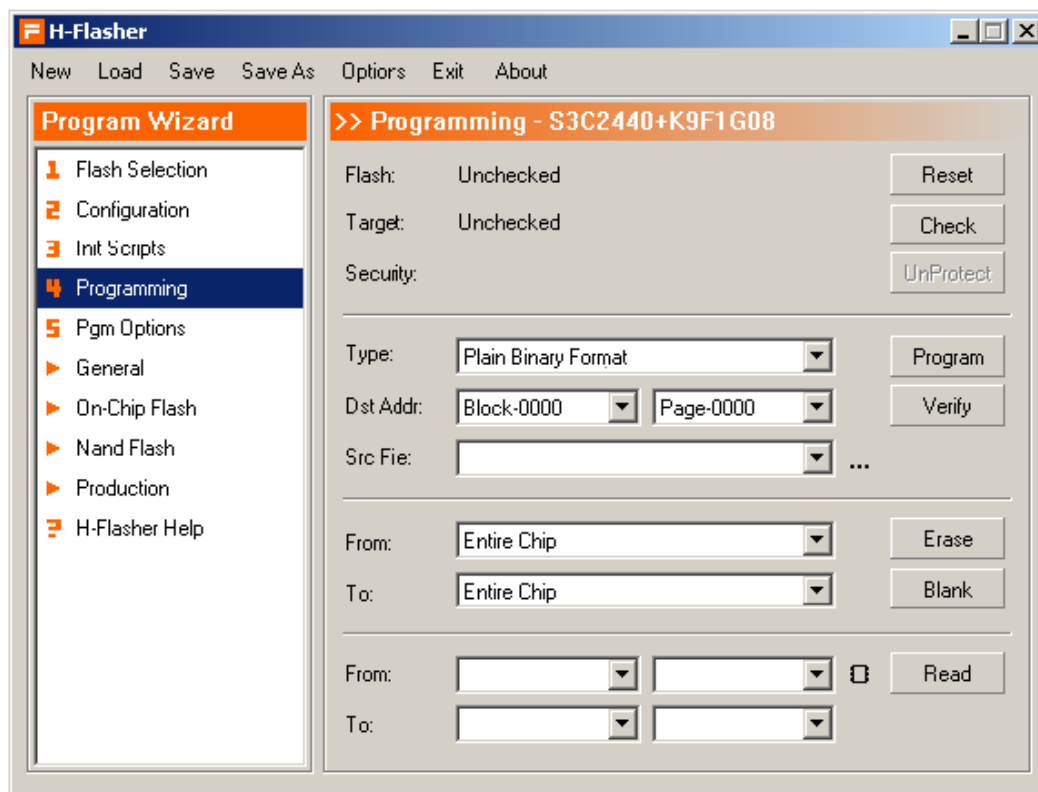 H-Flasher
New Load Save Save As Options Exit About
Program Wizard
1 Flash Selection
2 Configuration
3 Init Scripts
4 Programming
5 Pgm Options
General
On-Chip Flash
Nand Flash
Production
? H-Flasher Help
>> Programming - S3C2440+K9F1G08
Flash: Unchecked Reset
Target: Unchecked Check
Security: UnProtect
Type: Plain Binary Format Program
Dst Addr: Block-0000 Page-0000 Verify
Src Fie: ...
From: Entire Chip Erase
To: Entire Chip Blank
From: Read
To: